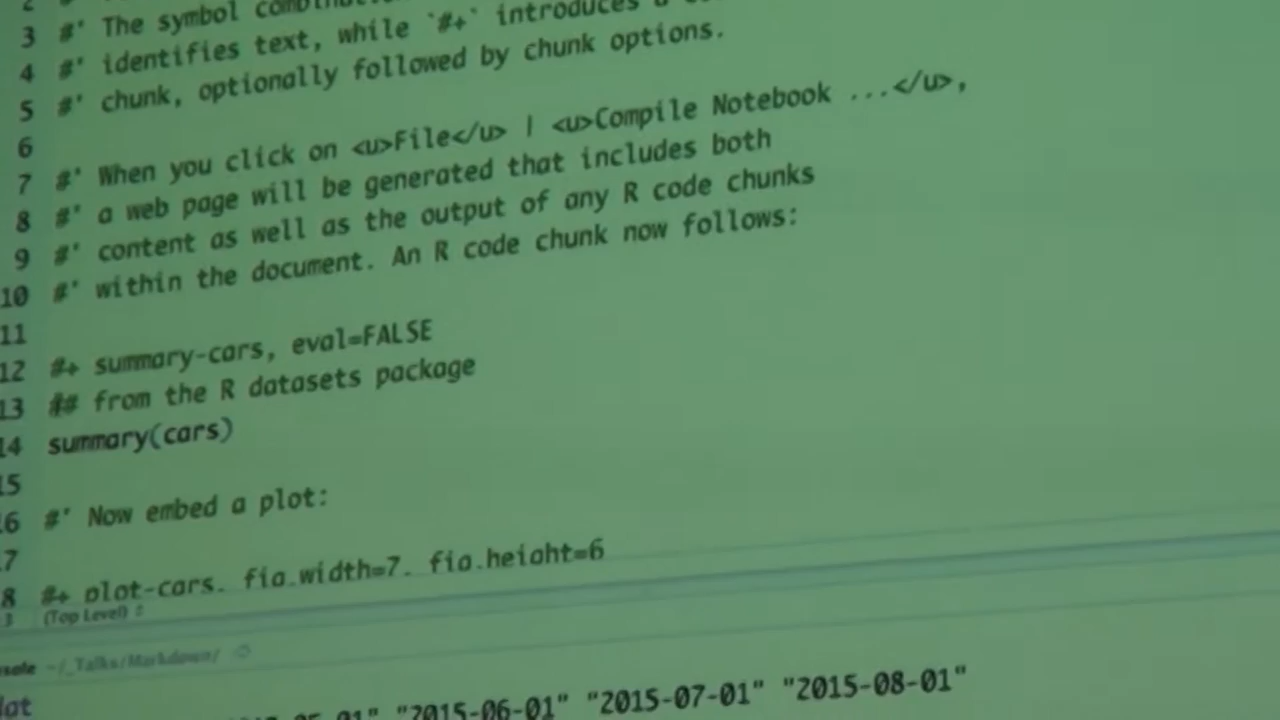 3 #' The symbol
4 #' identifies text, while `#+` introduces a
5 #' chunk, optionally followed by chunk options.
6
7 #' When you click on <u>File</u> | <u>Compile Notebook ...</u>,
8 #' a web page will be generated that includes both
9 #' content as well as the output of any R code chunks
10 #' within the document. An R code chunk now follows:
11
12 #+ summary-cars, eval=FALSE
13 ## from the R datasets package
14 summary(cars)
15
16 #' Now embed a plot:
17
18 #+ plot-cars, fig.width=7, fig.height=6
(Top Level)
~/_Talks/Markdown/
"2015-06-01" "2015-07-01" "2015-08-01"